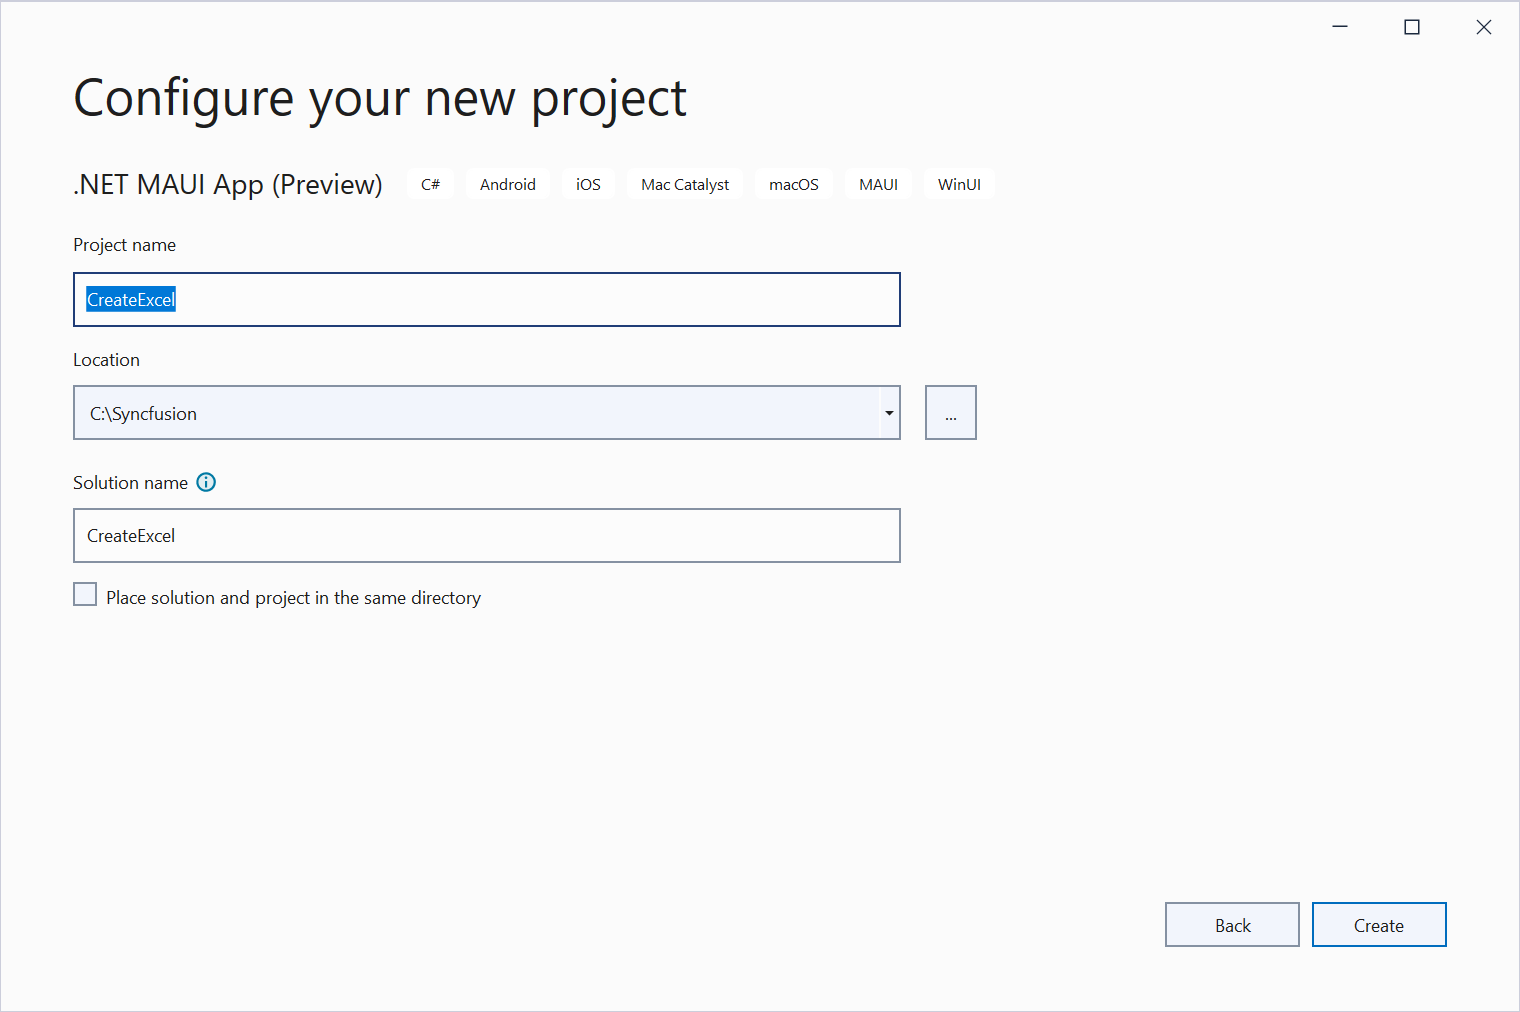 Configure your new project
.NET MAUI App (Preview) C# Android iOS Mac Catalyst macOS MAUI WinUI
Project name
CreateExcel
Location
C:\Syncfusion ...
Solution name
CreateExcel
Place solution and project in the same directory
Back Create